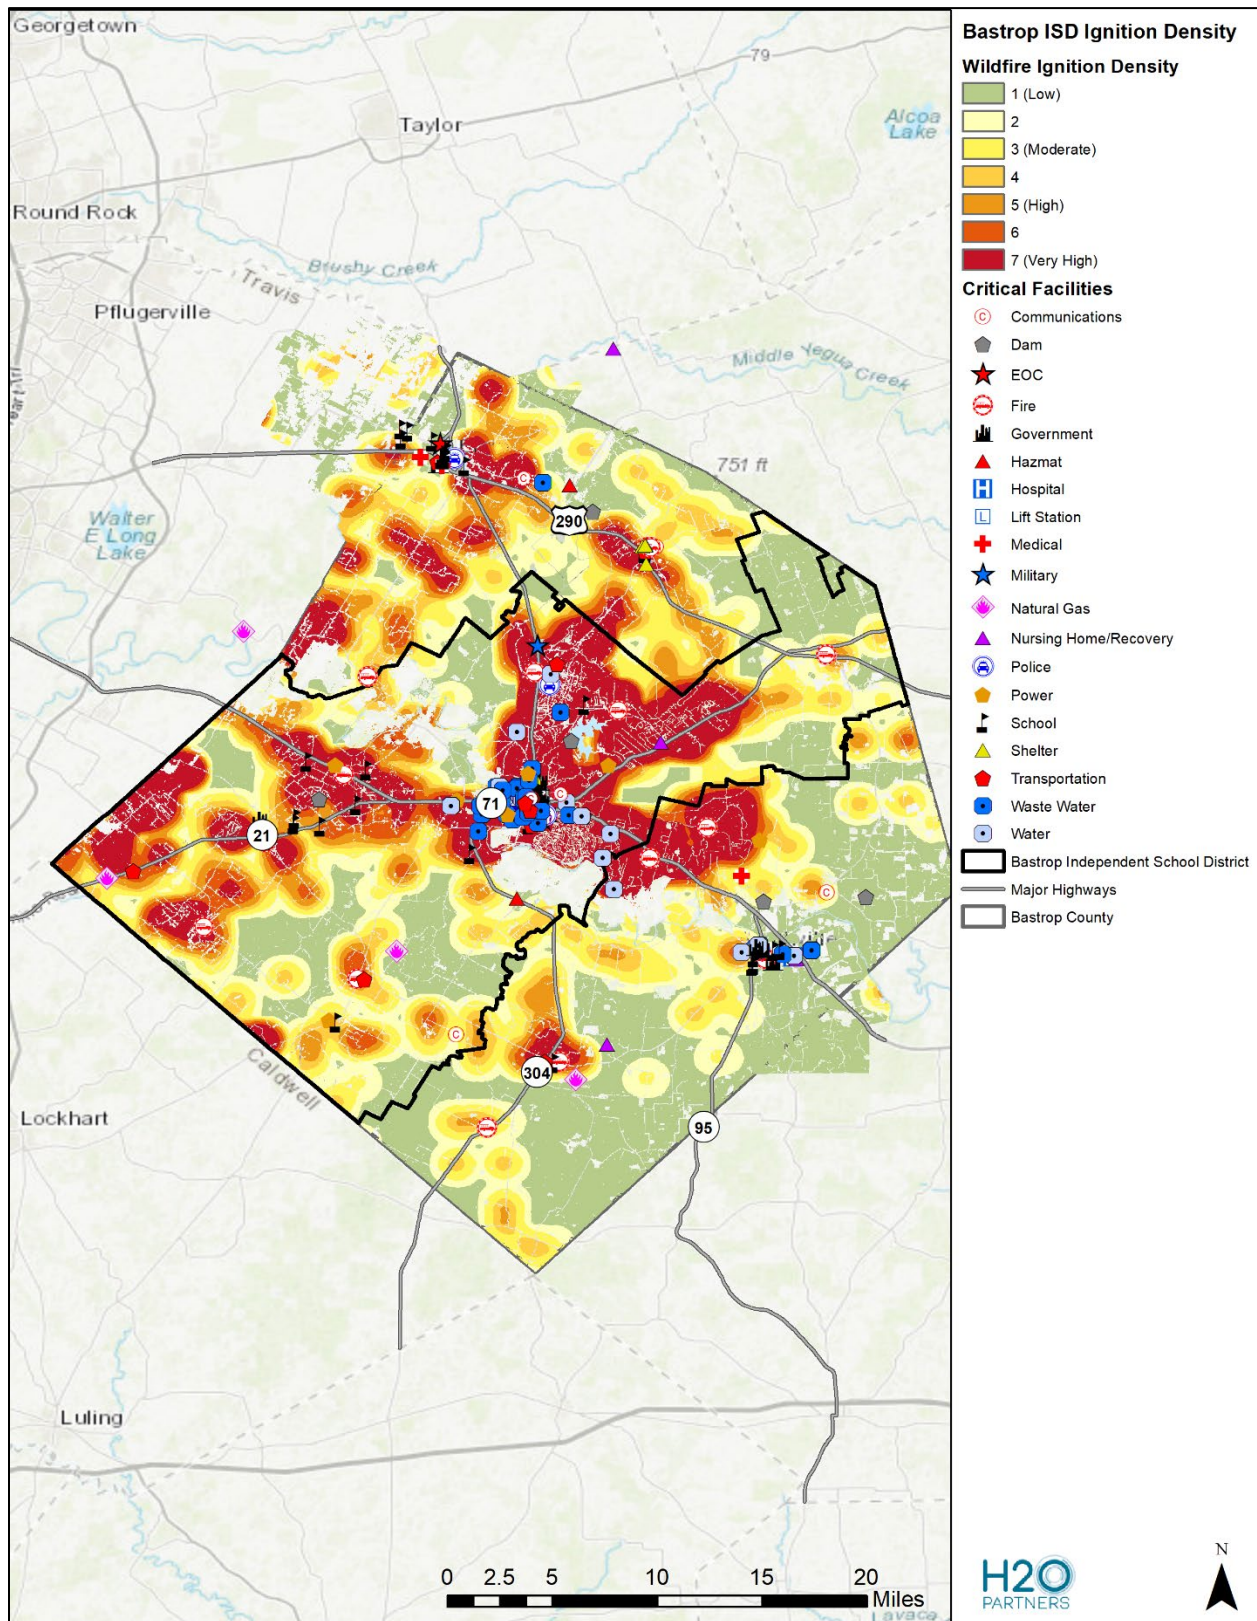 Georgetown
79
Taylor
Alcoa
Lake
Round Rock
Brushy Creek
Travis
Pflugerville
Middle Yegua Creek
751 ft
Walter
E Long
Lake
290
71
21
304
95
Caldwell
Lockhart
Luling
Lavaca
0 2.5 5 10 15 20
Miles
Bastrop ISD Ignition Density
Wildfire Ignition Density
1 (Low)
2
3 (Moderate)
4
5 (High)
6
7 (Very High)
Critical Facilities
C Communications
Dam
EOC
Fire
Government
Hazmat
H Hospital
L Lift Station
Medical
Military
Natural Gas
Nursing Home/Recovery
Police
Power
School
Shelter
Transportation
Waste Water
Water
Bastrop Independent School District
Major Highways
Bastrop County
H2O
PARTNERS
N